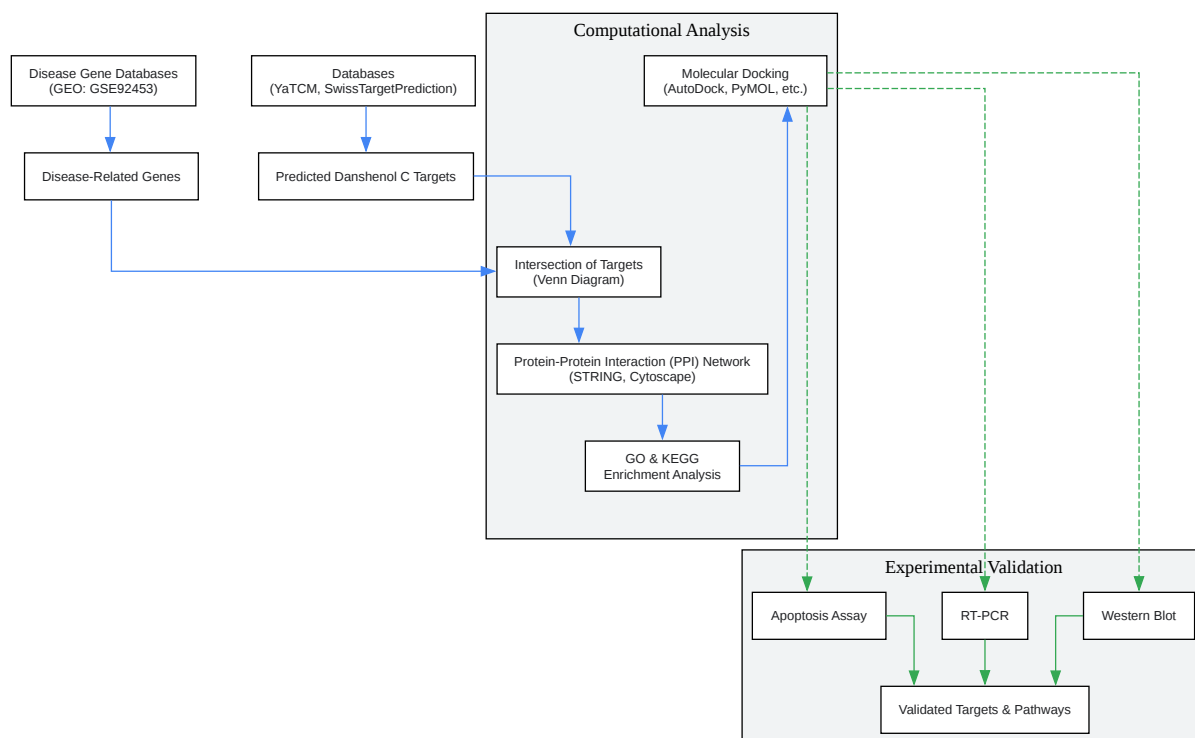 Computational Analysis
Disease Gene Databases
(GEO: GSE92453)
Databases
(YaTCM, SwissTargetPrediction)
Molecular Docking
(AutoDock, PyMOL, etc.)
Disease-Related Genes
Predicted Danshenol C Targets
Intersection of Targets
(Venn Diagram)
Protein-Protein Interaction (PPI) Network
(STRING, Cytoscape)
GO & KEGG
Enrichment Analysis
Experimental Validation
Apoptosis Assay
RT-PCR
Western Blot
Validated Targets & Pathways